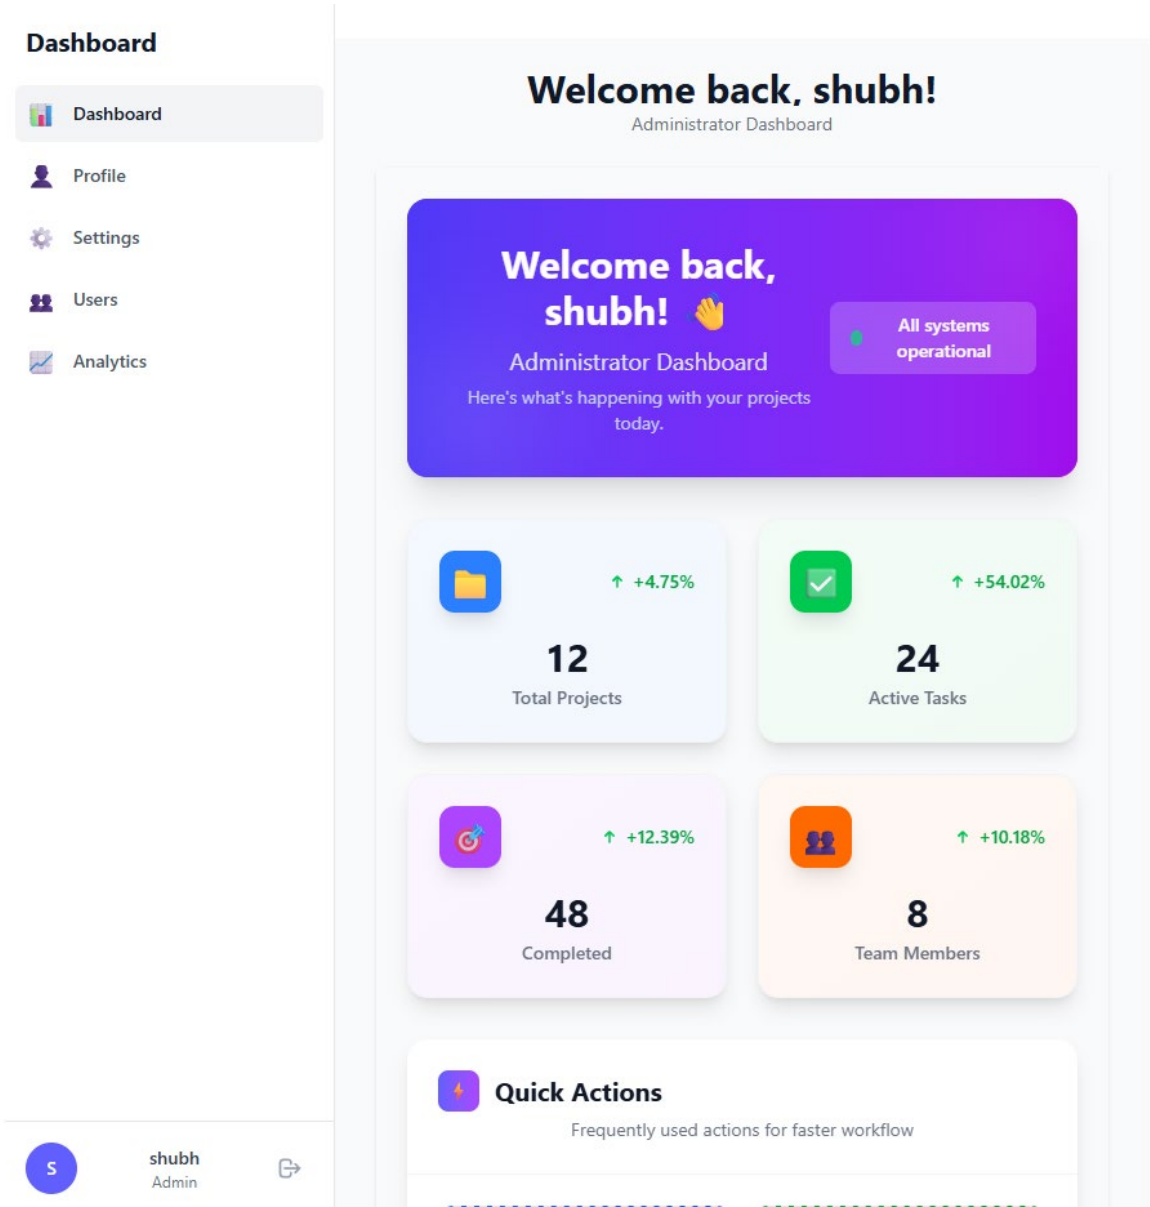 Dashboard
Dashboard
Profile
Settings
Users
Analytics
shubh
Admin
S
Welcome back, shubh!
Administrator Dashboard
Welcome back,
shubh! 👋
Administrator Dashboard
Here's what's happening with your projects
today.
All systems
operational
↑ +4.75%
12
Total Projects
↑ +54.02%
24
Active Tasks
↑ +12.39%
48
Completed
↑ +10.18%
8
Team Members
Quick Actions
Frequently used actions for faster workflow